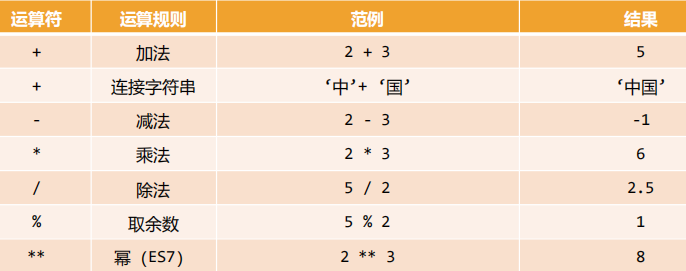 运算符 运算规则 范例 结果
+ 加法 2 + 3 5
+ 连接字符串 ‘中’+ ‘国’ ‘中国’
- 减法 2 - 3 -1
* 乘法 2 * 3 6
/ 除法 5 / 2 2.5
% 取余数 5 % 2 1
** 幂（ES7） 2 ** 3 8